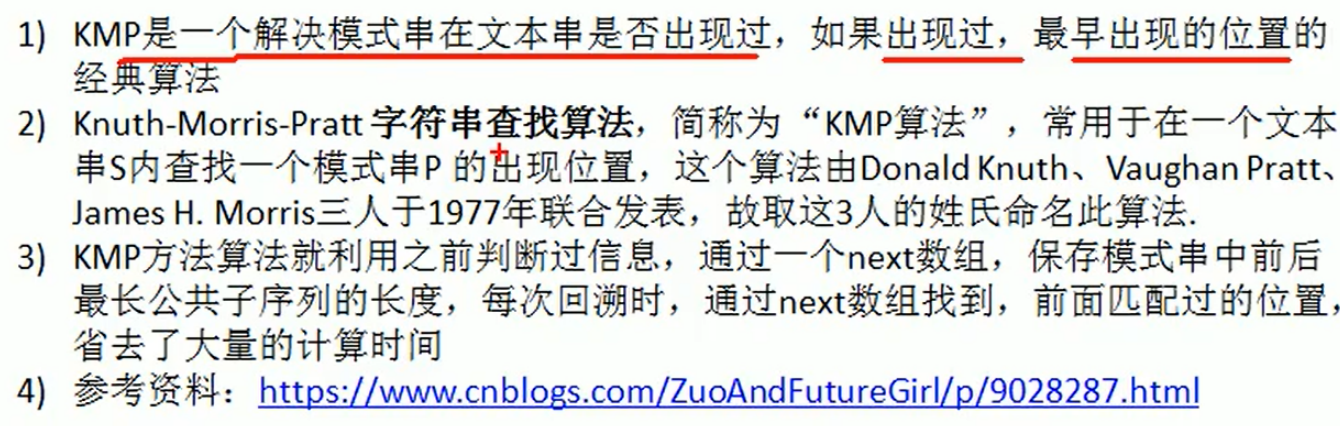 1) KMP是一个解决模式串在文本串是否出现过，如果出现过，最早出现的位置的
经典算法
2) Knuth-Morris-Pratt 字符串查找算法，简称为“KMP算法”，常用于在一个文本
串S内查找一个模式串P 的出现位置，这个算法由Donald Knuth、Vaughan Pratt、
James H. Morris三人于1977年联合发表，故取这3人的姓氏命名此算法.
3) KMP方法算法就利用之前判断过信息，通过一个next数组，保存模式串中前后
最长公共子序列的长度，每次回溯时，通过next数组找到，前面匹配过的位置，
省去了大量的计算时间
4) 参考资料：https://www.cnblogs.com/ZuoAndFutureGirl/p/9028287.html